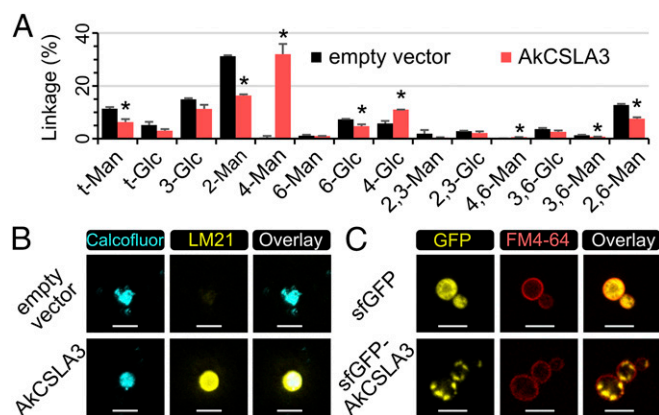 A
Linkage (%)
40
20
0
empty vector
AkCSLA3
* * * * * * * *
t-Man
t-Glc
3-Glc
2-Man
4-Man
6-Man
6-Glc
4-Glc
2,3-Man
2,3-Glc
4,6-Man
3,6-Glc
3,6-Man
2,6-Man
B
Calcofluor
LM21
Overlay
empty
vector
AkCSLA3
C
GFP
FM4-64
Overlay
sfGFP
sfGFP-
AkCSLA3